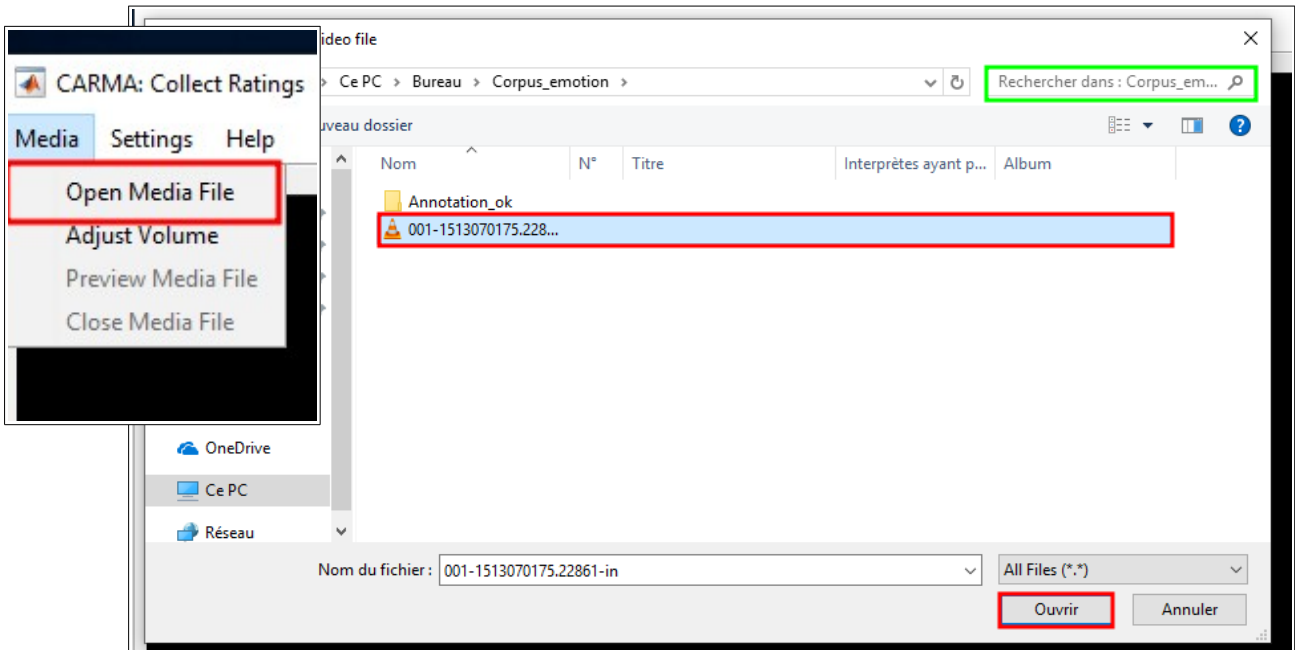 CARMA: Collect Ratings
Media Settings Help
Open Media File
Adjust Volume
Preview Media File
Close Media File
ideo file
Ce PC > Bureau > Corpus_emotion >
Rechercher dans : Corpus_em...
uveau dossier
Nom N° Titre Interprètes ayant p... Album
Annotation_ok
001-1513070175.228...
OneDrive
Ce PC
Réseau
Nom du fichier : 001-1513070175.22861-in
All Files (*.*)
Ouvrir Annuler